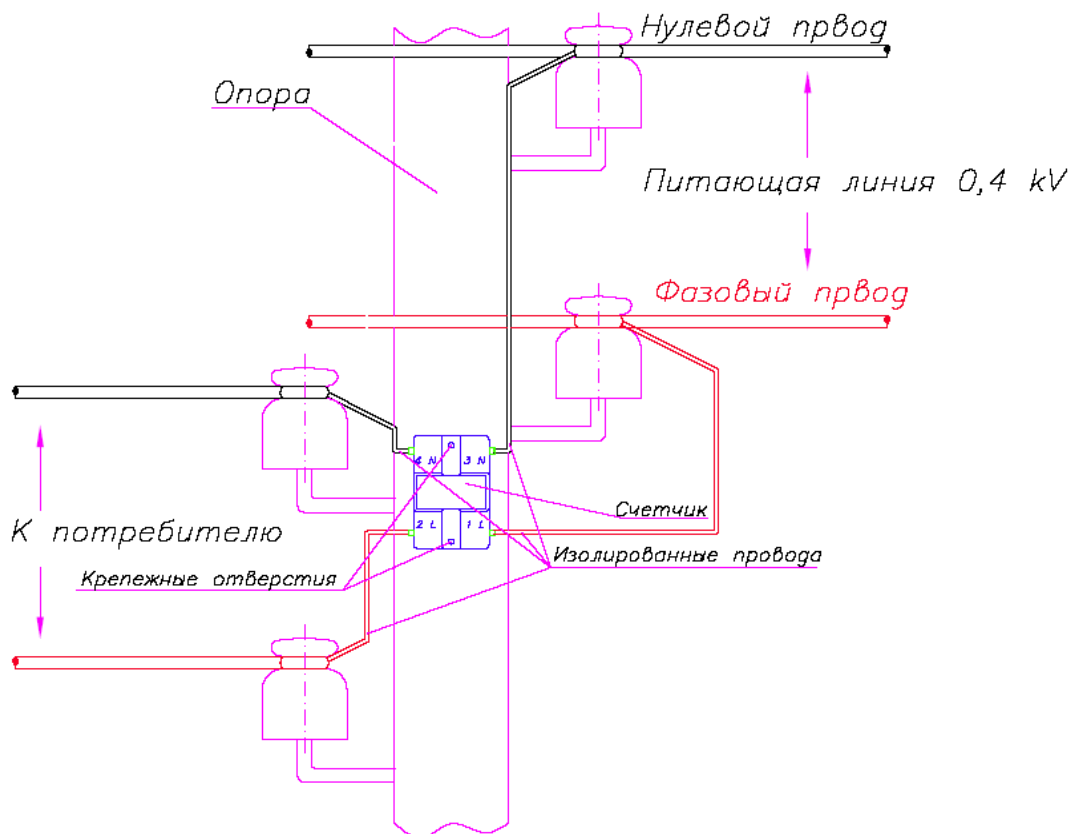 Нулевой првод
Опора
Питающая линия 0,4 kV
Фазовый првод
4 N 3 N
Счетчик
2 L 1 L
К потребителю
Изолированные провода
Крепежные отверстия